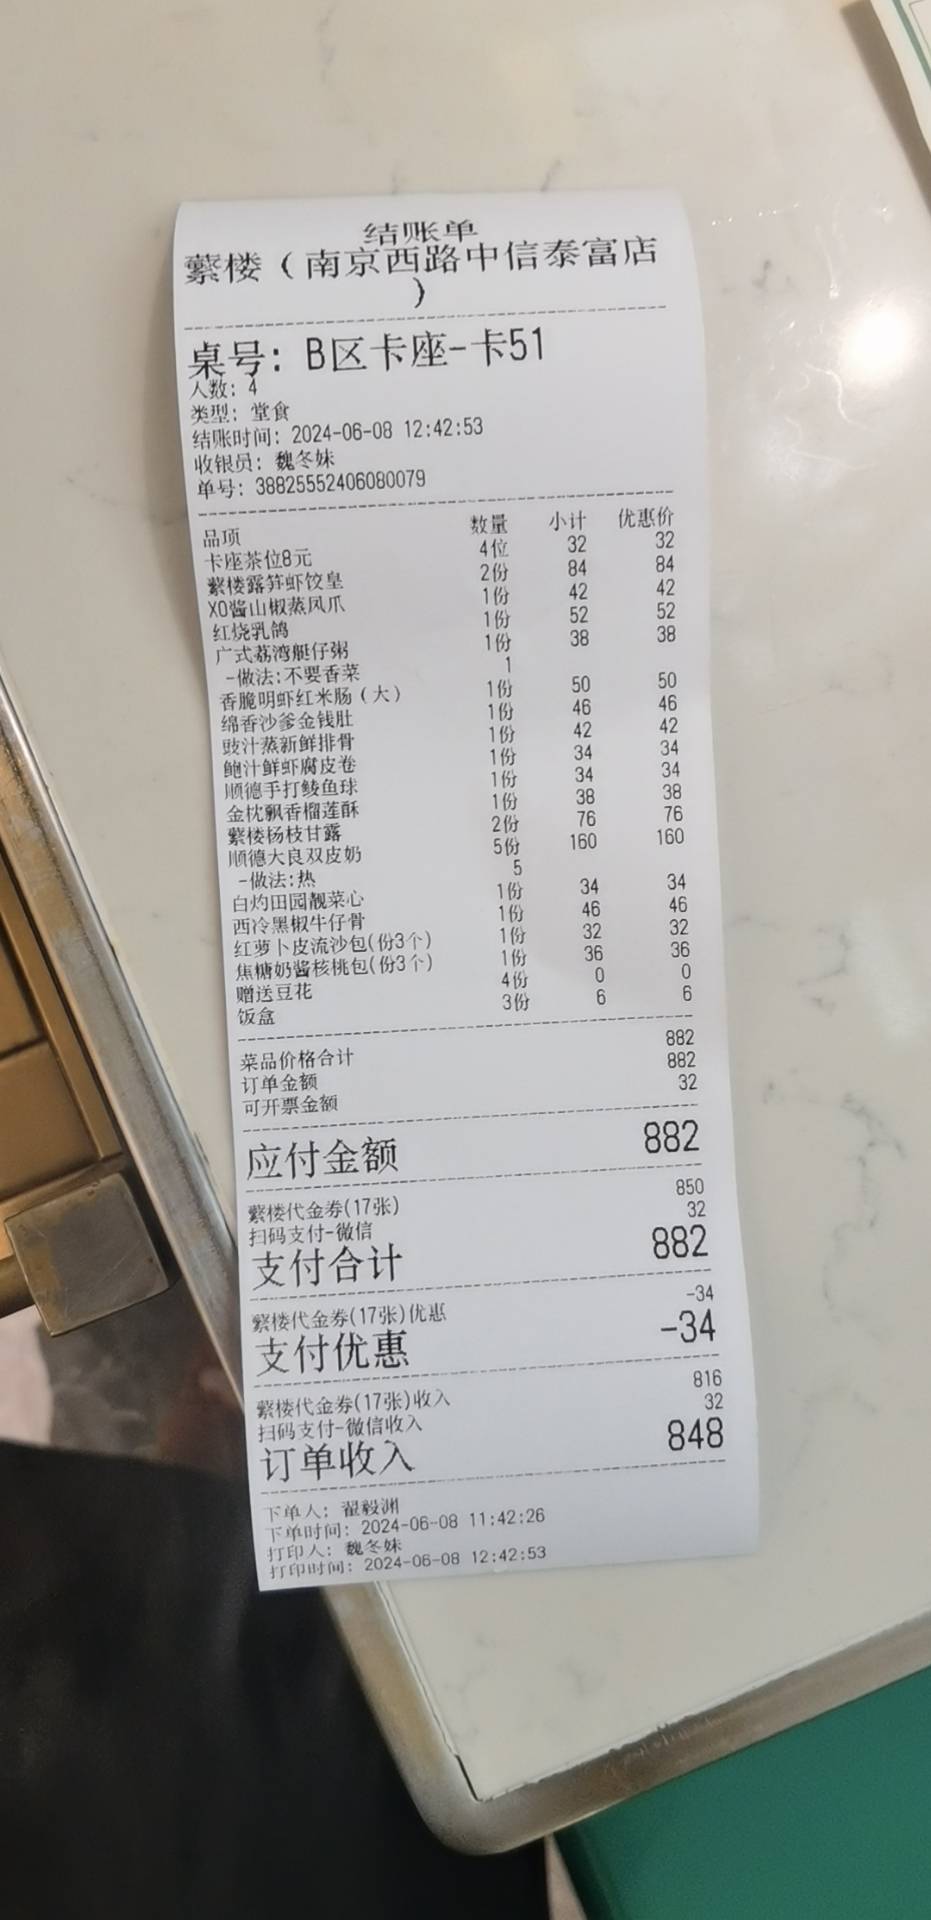 结账单
蘩楼（南京西路中信泰富店
）
桌号: B区卡座-卡51
人数: 4
类型: 堂食
结账时间: 2024-06-08 12:42:53
收银员: 魏冬妹
单号: 38825552406080079
品项 数量 小计 优惠价
卡座茶位8元 4位 32 32
蘩楼露笋虾饺皇 2份 84 84
XO酱山椒蒸凤爪 1份 42 42
红烧乳鸽 1份 52 52
广式荔湾艇仔粥 1份 38 38
-做法:不要香菜 1
香脆明虾红米肠（大） 1份 50 50
绵香沙爹金钱肚 1份 46 46
豉汁蒸新鲜排骨 1份 42 42
鲍汁鲜虾腐皮卷 1份 34 34
顺德手打鲮鱼球 1份 34 34
金枕飘香榴莲酥 1份 38 38
蘩楼杨枝甘露 2份 76 76
顺德大良双皮奶 5份 160 160
-做法:热 5
白灼田园靓菜心 1份 34 34
西冷黑椒牛仔骨 1份 46 46
红萝卜皮流沙包(份3个) 1份 32 32
焦糖奶酱核桃包(份3个) 1份 36 36
赠送豆花 4份 0 0
饭盒 3份 6 6
菜品价格合计 882
订单金额 882
可开票金额 32
应付金额 882
蘩楼代金券(17张) 850
扫码支付-微信 32
支付合计 882
蘩楼代金券(17张)优惠 -34
支付优惠 -34
蘩楼代金券(17张)收入 816
扫码支付-微信收入 32
订单收入 848
下单人: 翟毅渊
下单时间: 2024-06-08 11:42:26
打印人: 魏冬妹
打印时间: 2024-06-08 12:42:53